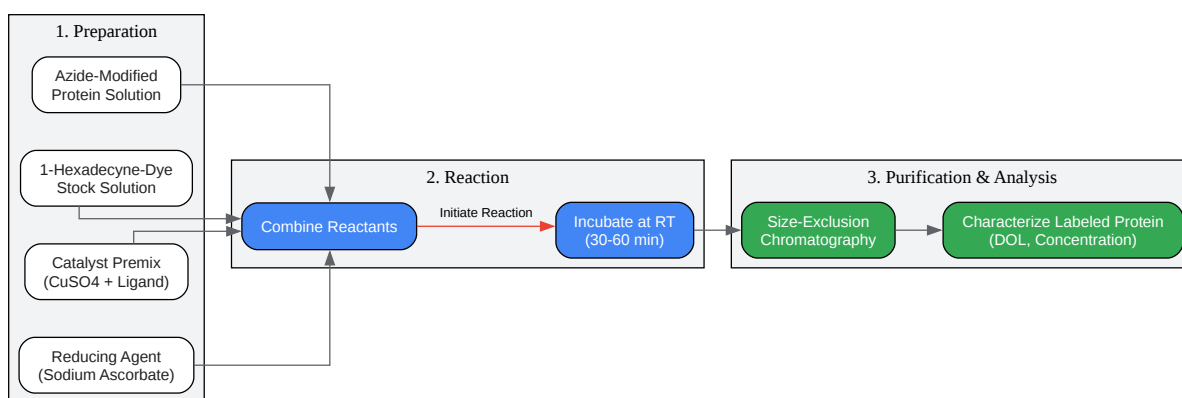 1. Preparation
Azide-Modified
Protein Solution
1-Hexadecyne-Dye
Stock Solution
Catalyst Premix
(CuSO4 + Ligand)
Reducing Agent
(Sodium Ascorbate)
2. Reaction
Combine Reactants
Initiate Reaction
Incubate at RT
(30-60 min)
3. Purification & Analysis
Size-Exclusion
Chromatography
Characterize Labeled Protein
(DOL, Concentration)